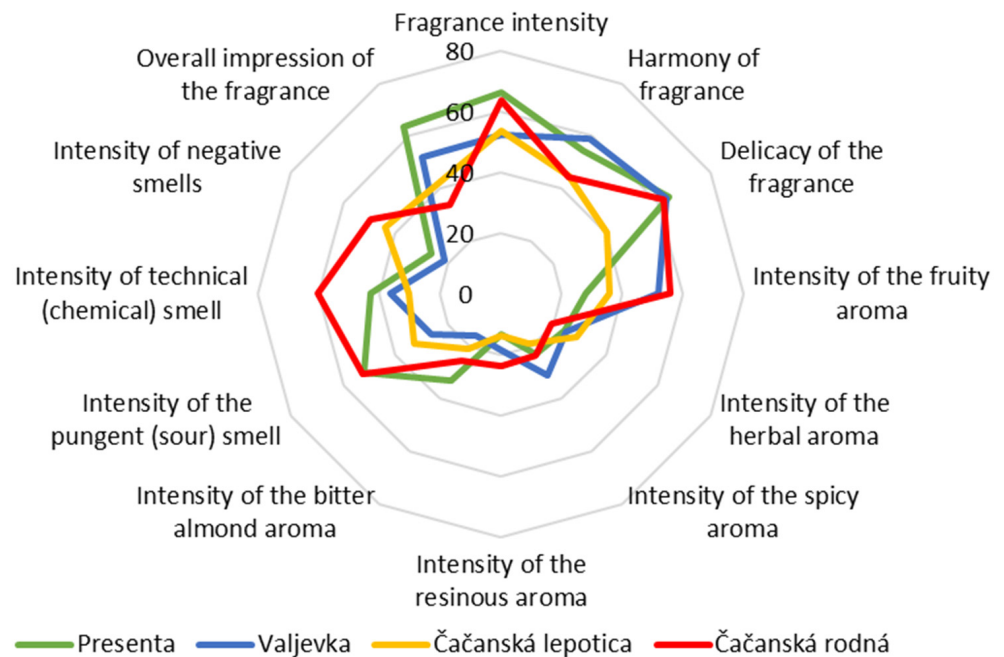 Fragrance intensity
Harmony of
fragrance
Delicacy of the
fragrance
Intensity of the fruity
aroma
Intensity of the
herbal aroma
Intensity of the spicy
aroma
Intensity of the
resinous aroma
Intensity of the bitter
almond aroma
Intensity of the
pungent (sour) smell
Intensity of technical
(chemical) smell
Intensity of negative
smells
Overall impression of
the fragrance
80
60
40
20
0
Presenta Valjevka Čačanská lepotica Čačanská rodná